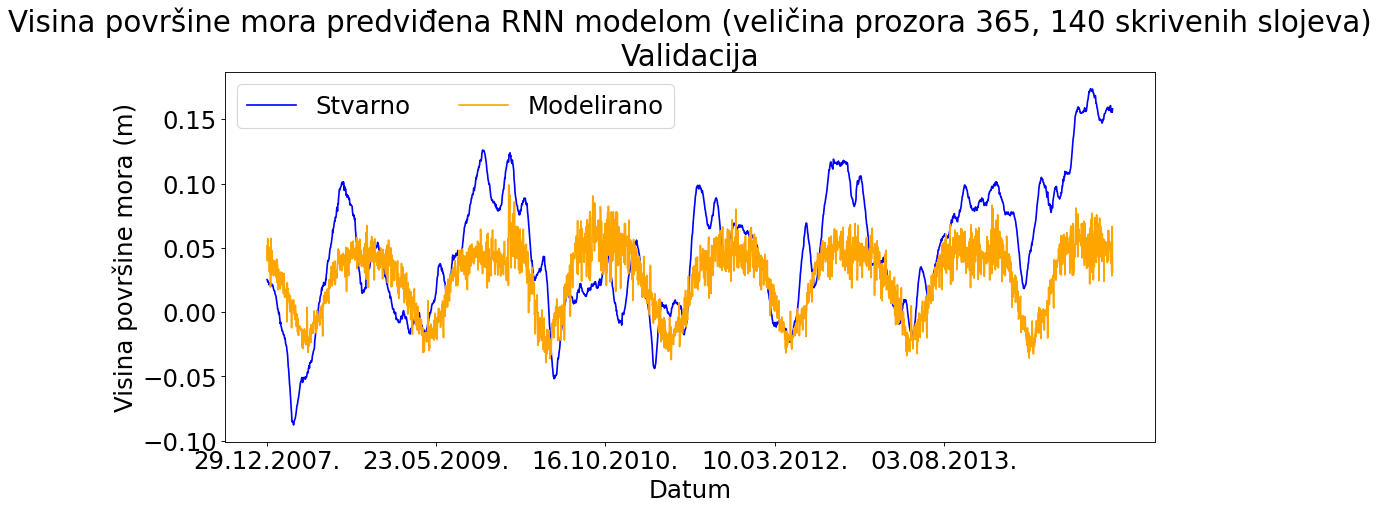 Visina površine mora predviđena RNN modelom (veličina prozora 365, 140 skrivenih slojeva)
Validacija
Stvarno Modelirano
Visina površine mora (m)
0.15
0.10
0.05
0.00
−0.05
−0.10
29.12.2007. 23.05.2009. 16.10.2010. 10.03.2012. 03.08.2013.
Datum